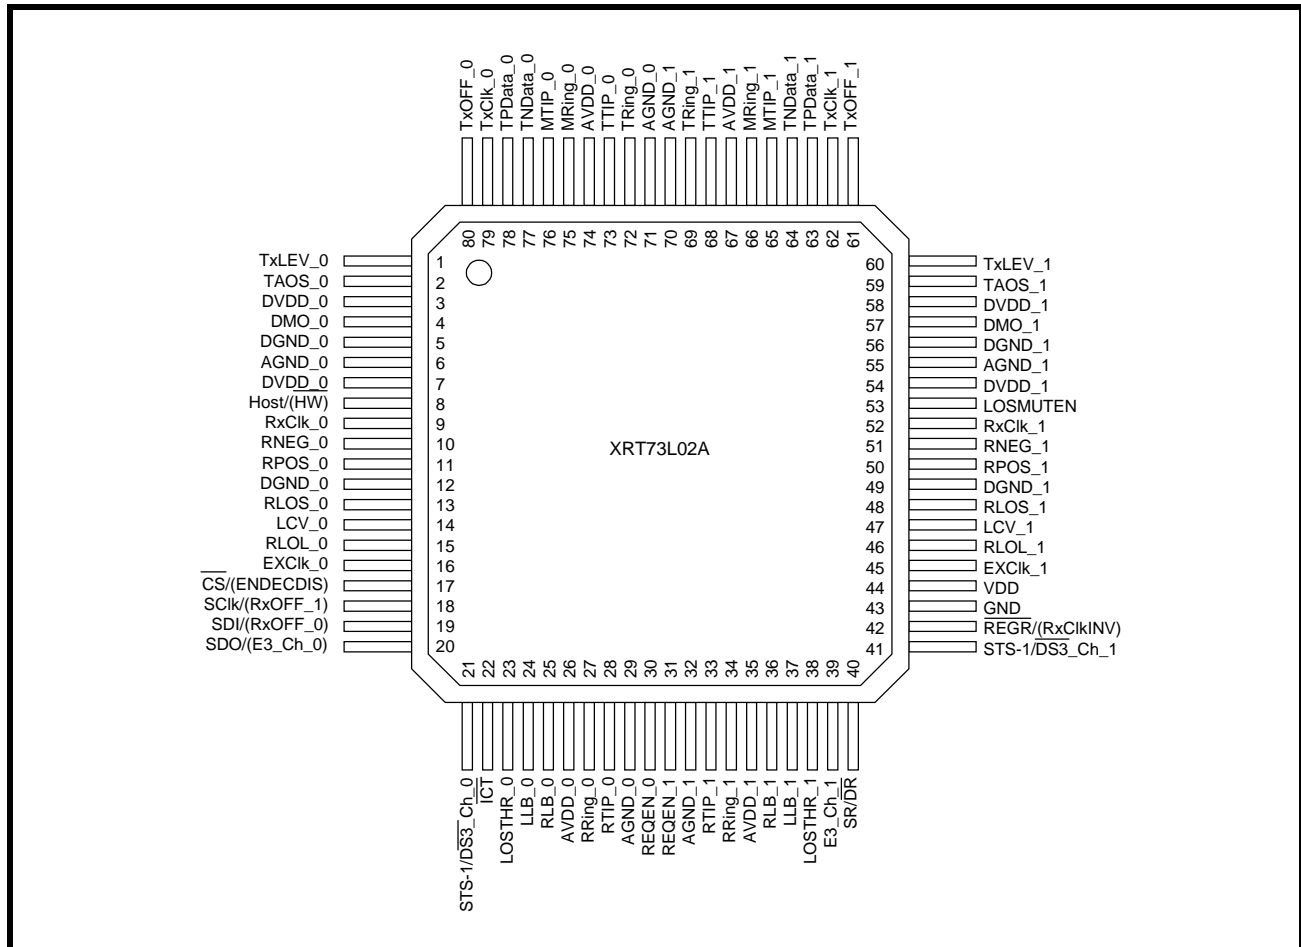 TxOFF_0
TxClk_0
TPData_0
TNData_0
MTIP_0
MRing_0
AVDD_0
TTIP_0
TRing_0
AGND_0
AGND_1
TRing_1
TTIP_1
AVDD_1
MRing_1
MTIP_1
TNData_1
TPData_1
TxClk_1
TxOFF_1
80
79
78
77
76
75
74
73
72
71
70
69
68
67
66
65
64
63
62
61
TxLEV_0 1
TAOS_0 2
DVDD_0 3
DMO_0 4
DGND_0 5
AGND_0 6
DVDD_0 7
Host/(HW) 8
RxClk_0 9
RNEG_0 10
RPOS_0 11
DGND_0 12
RLOS_0 13
LCV_0 14
RLOL_0 15
EXClk_0 16
CS/(ENDECDIS) 17
SClk/(RxOFF_1) 18
SDI/(RxOFF_0) 19
SDO/(E3_Ch_0) 20
XRT73L02A
60 TxLEV_1
59 TAOS_1
58 DVDD_1
57 DMO_1
56 DGND_1
55 AGND_1
54 DVDD_1
53 LOSMUTEN
52 RxClk_1
51 RNEG_1
50 RPOS_1
49 DGND_1
48 RLOS_1
47 LCV_1
46 RLOL_1
45 EXClk_1
44 VDD
43 GND
42 REGR/(RxClkINV)
41 STS-1/DS3_Ch_1
21
22
23
24
25
26
27
28
29
30
31
32
33
34
35
36
37
38
39
40
STS-1/DS3_Ch_0
ICT
LOSTHR_0
LLB_0
RLB_0
AVDD_0
RRing_0
RTIP_0
AGND_0
REQEN_0
REQEN_1
AGND_1
RTIP_1
RRing_1
AVDD_1
RLB_1
LLB_1
LOSTHR_1
E3_Ch_1
SR/DR